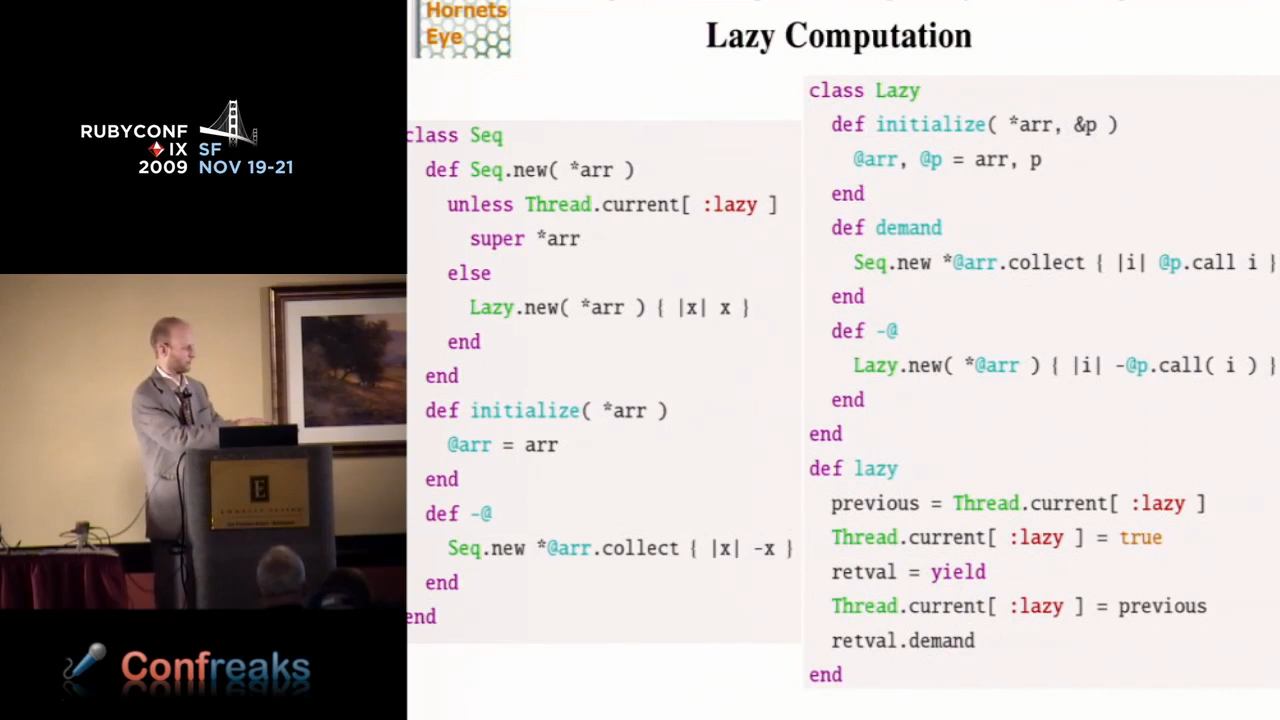 RUBYCONF
IX SF
2009 NOV 19-21
Confreaks
Hornets
Eye
Lazy Computation
class Seq
def Seq.new( *arr )
unless Thread.current[ :lazy ]
super *arr
else
Lazy.new( *arr ) { |x| x }
end
end
def initialize( *arr )
@arr = arr
end
def -@
Seq.new *@arr.collect { |x| -x }
end
end
class Lazy
def initialize( *arr, &p )
@arr, @p = arr, p
end
def demand
Seq.new *@arr.collect { |i| @p.call i }
end
def -@
Lazy.new( *@arr ) { |i| -@p.call( i ) }
end
end
def lazy
previous = Thread.current[ :lazy ]
Thread.current[ :lazy ] = true
retval = yield
Thread.current[ :lazy ] = previous
retval.demand
end